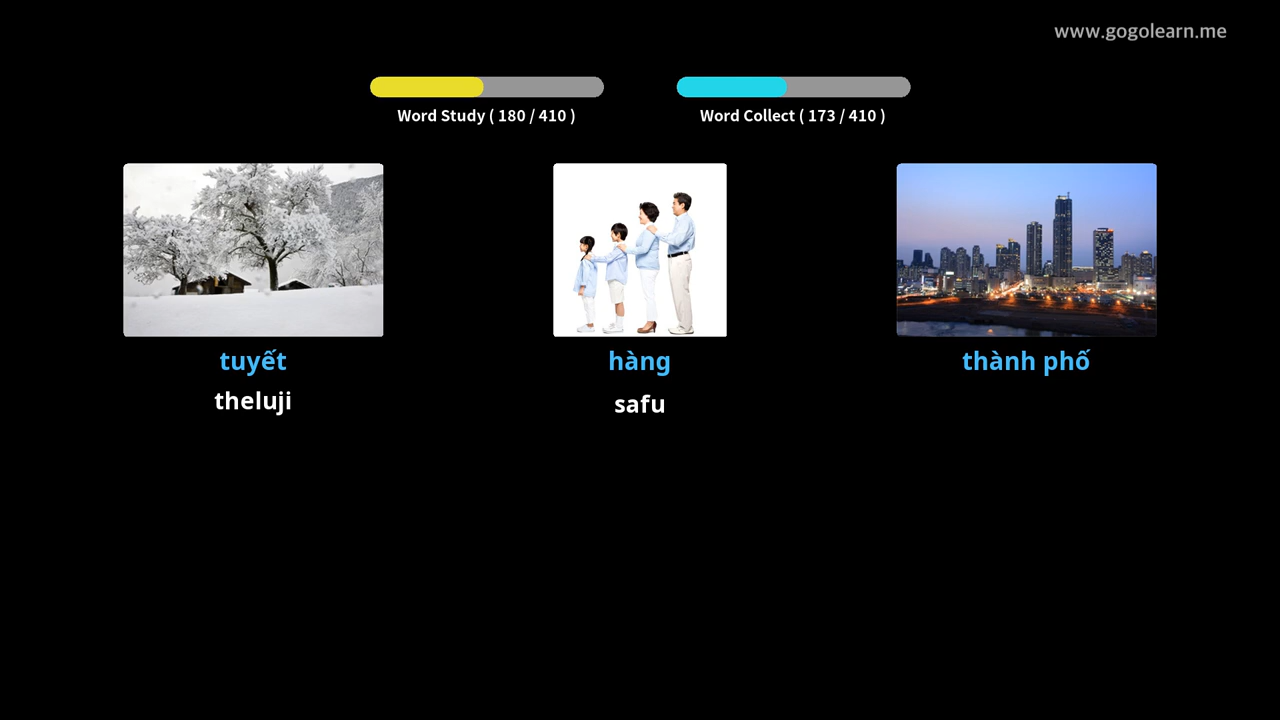 www.gogolearn.me
Word Study ( 180 / 410 )
Word Collect ( 173 / 410 )
tuyết
theluji
hàng
safu
thành phố